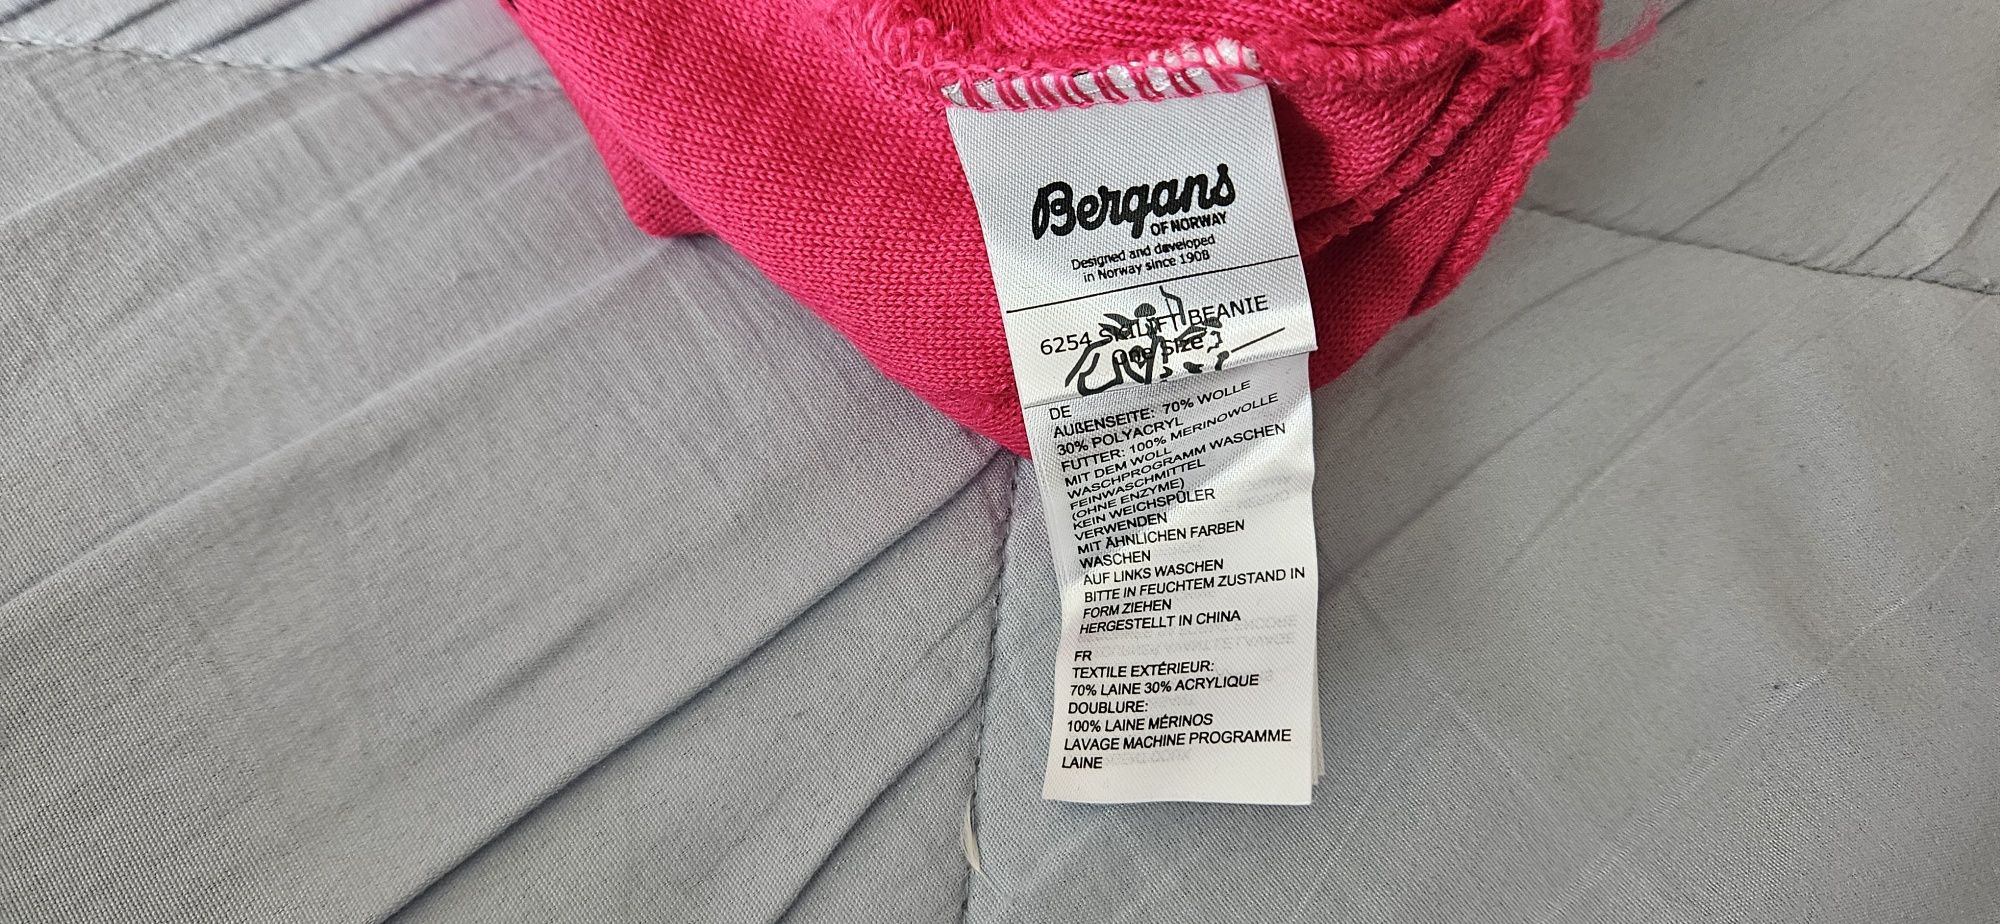 Bergans
OF NORWAY
Designed and developed
in Norway since 1908
6254 SKILIFT BEANIE
One Size
DE
AUßENSEITE: 70% WOLLE
30% POLYACRYL
FUTTER: 100% MERINOWOLLE
MIT DEM WOLL
WASCHPROGRAMM WASCHEN
FEINWASCHMITTEL
(OHNE ENZYME)
KEIN WEICHSPÜLER
VERWENDEN
MIT ÄHNLICHEN FARBEN
WASCHEN
AUF LINKS WASCHEN
BITTE IN FEUCHTEM ZUSTAND IN
FORM ZIEHEN
HERGESTELLT IN CHINA
FR
TEXTILE EXTÉRIEUR:
70% LAINE 30% ACRYLIQUE
DOUBLURE:
100% LAINE MÉRINOS
LAVAGE MACHINE PROGRAMME
LAINE